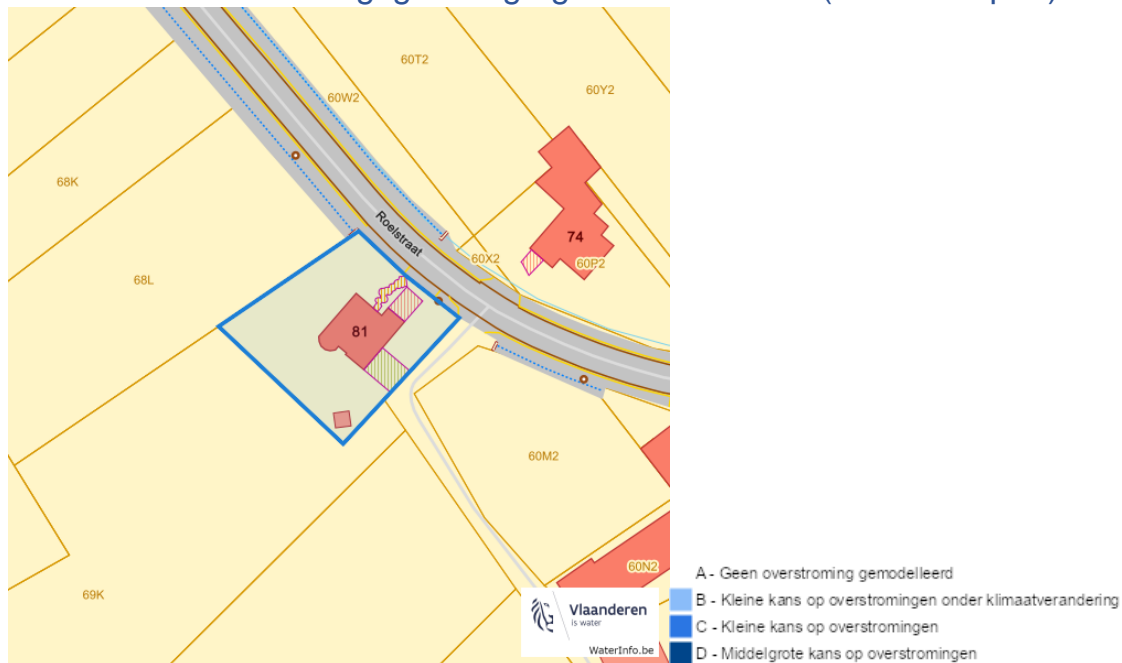 60T2
60Y2
60W2
68K
Roelstraat
74
60X2
60P2
68L
81
60M2
60N2
69K
Vlaanderen
is water
WaterInfo.be
A - Geen overstroming gemodelleerd
B - Kleine kans op overstromingen onder klimaatverandering
C - Kleine kans op overstromingen
D - Middelgrote kans op overstromingen